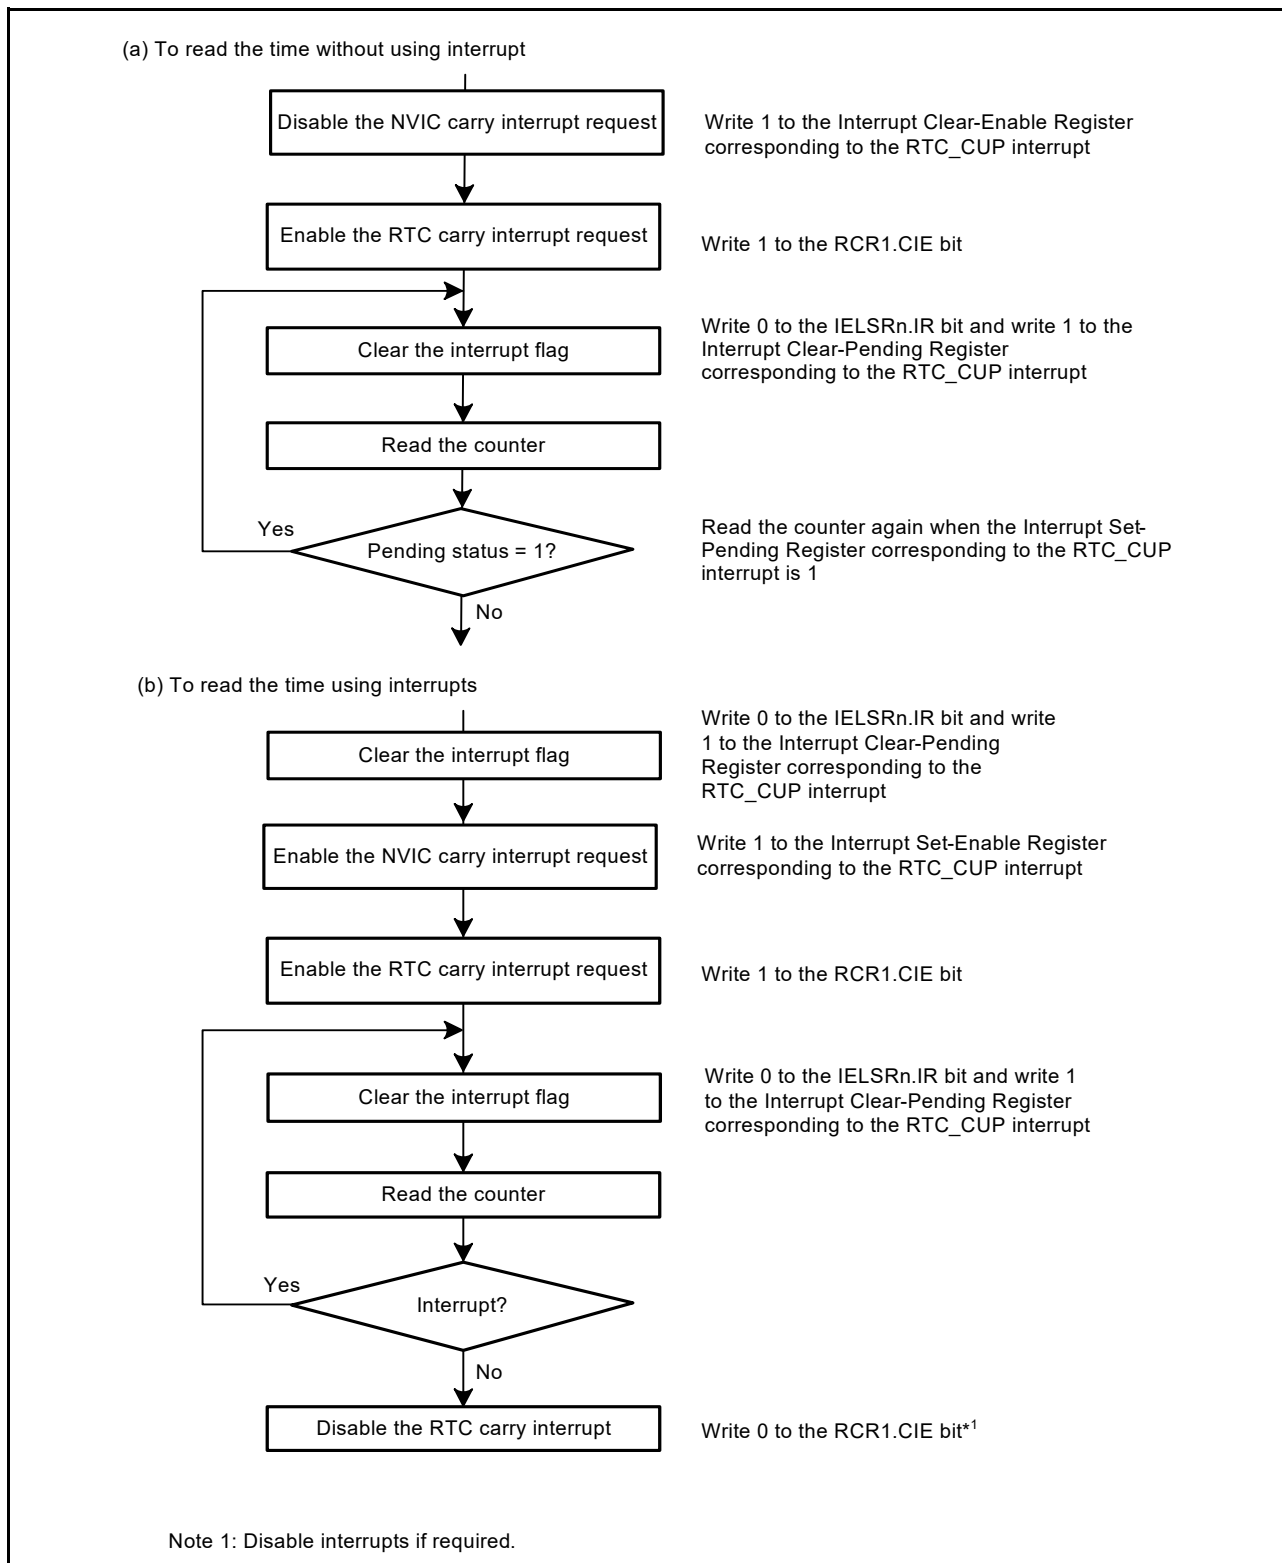 (a) To read the time without using interrupt
Disable the NVIC carry interrupt request
Write 1 to the Interrupt Clear-Enable Register
corresponding to the RTC_CUP interrupt
Enable the RTC carry interrupt request
Write 1 to the RCR1.CIE bit
Clear the interrupt flag
Write 0 to the IELSRn.IR bit and write 1 to the
Interrupt Clear-Pending Register
corresponding to the RTC_CUP interrupt
Read the counter
Yes
Pending status = 1?
Read the counter again when the Interrupt Set-
Pending Register corresponding to the RTC_CUP
interrupt is 1
No
(b) To read the time using interrupts
Clear the interrupt flag
Write 0 to the IELSRn.IR bit and write
1 to the Interrupt Clear-Pending
Register corresponding to the
RTC_CUP interrupt
Enable the NVIC carry interrupt request
Write 1 to the Interrupt Set-Enable Register
corresponding to the RTC_CUP interrupt
Enable the RTC carry interrupt request
Write 1 to the RCR1.CIE bit
Clear the interrupt flag
Write 0 to the IELSRn.IR bit and write 1
to the Interrupt Clear-Pending Register
corresponding to the RTC_CUP interrupt
Read the counter
Yes
Interrupt?
No
Disable the RTC carry interrupt
Write 0 to the RCR1.CIE bit*1
Note 1: Disable interrupts if required.